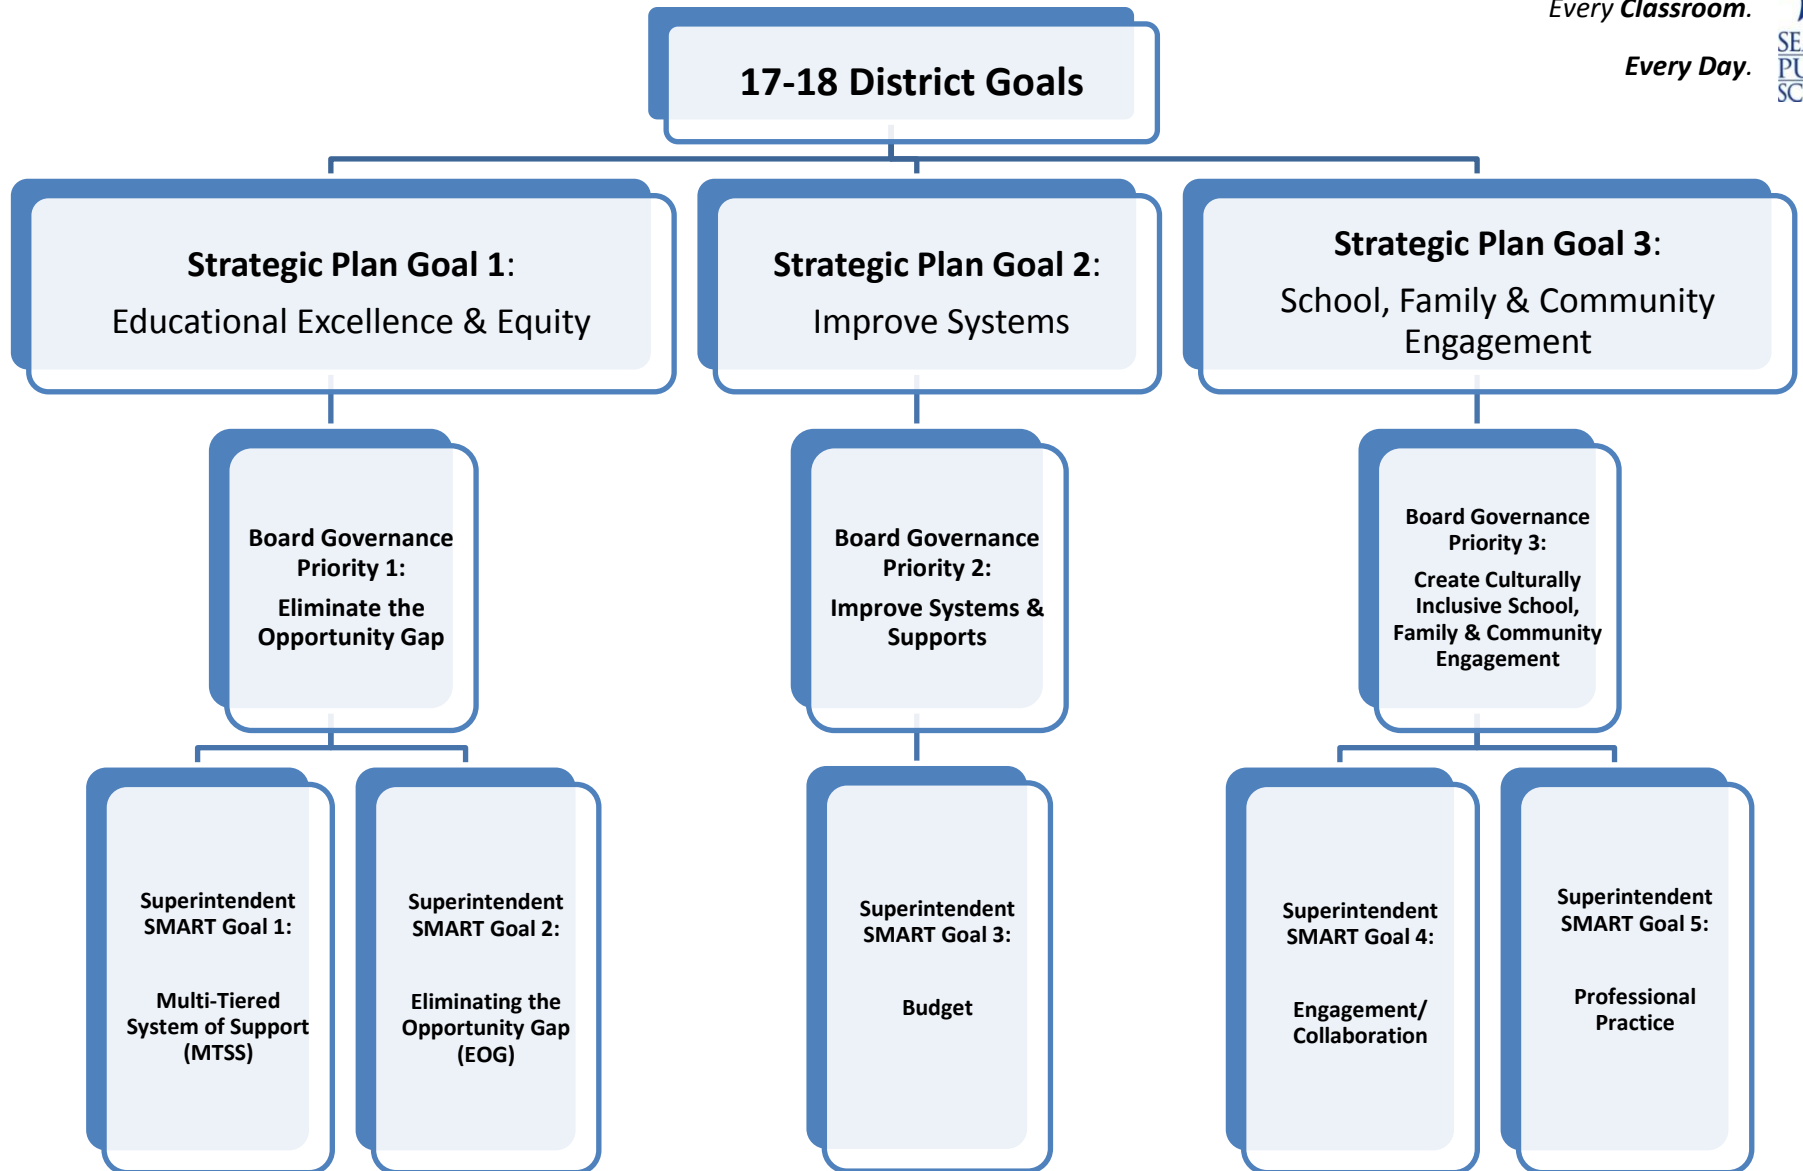 Every Classroom.
Every Day.
17-18 District Goals
Strategic Plan Goal 1:
Educational Excellence & Equity
Strategic Plan Goal 2:
Improve Systems
Strategic Plan Goal 3:
School, Family & Community
Engagement
Board Governance
Priority 1:
Eliminate the
Opportunity Gap
Board Governance
Priority 2:
Improve Systems &
Supports
Board Governance
Priority 3:
Create Culturally
Inclusive School,
Family & Community
Engagement
Superintendent
SMART Goal 1:
Multi-Tiered
System of Support
(MTSS)
Superintendent
SMART Goal 2:
Eliminating the
Opportunity Gap
(EOG)
Superintendent
SMART Goal 3:
Budget
Superintendent
SMART Goal 4:
Engagement/
Collaboration
Superintendent
SMART Goal 5:
Professional
Practice